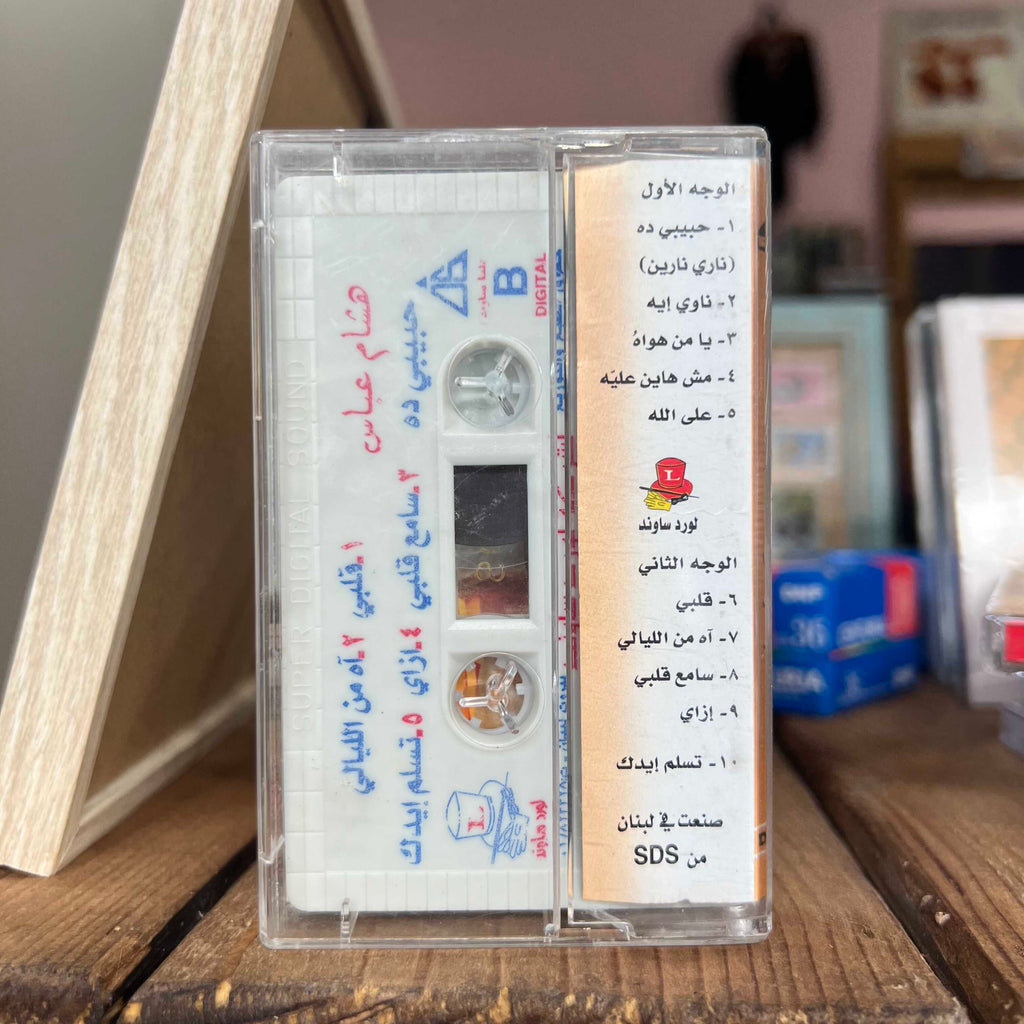 الوجه الأول
١- حبيبي ده
(ناري نارين)
٢- ناوي إيه
٣- يا من هواهُ
٤- مش هاين عليّه
٥- على الله
L
لورد ساوند
الوجه الثاني
٦- قلبي
٧- آه من الليالي
٨- سامع قلبي
٩- إزاي
١٠- تسلم إيدك
صنعت في لبنان
من SDS
هشام عباس
حبيبي ده
B
DIGITAL
١- قلبي ٢- آه من الليالي
٣- سامع قلبي ٤- ازاي ٥- تسلم إيدك
L
لورد ساوند
SUPER DIGITAL SOUND
36